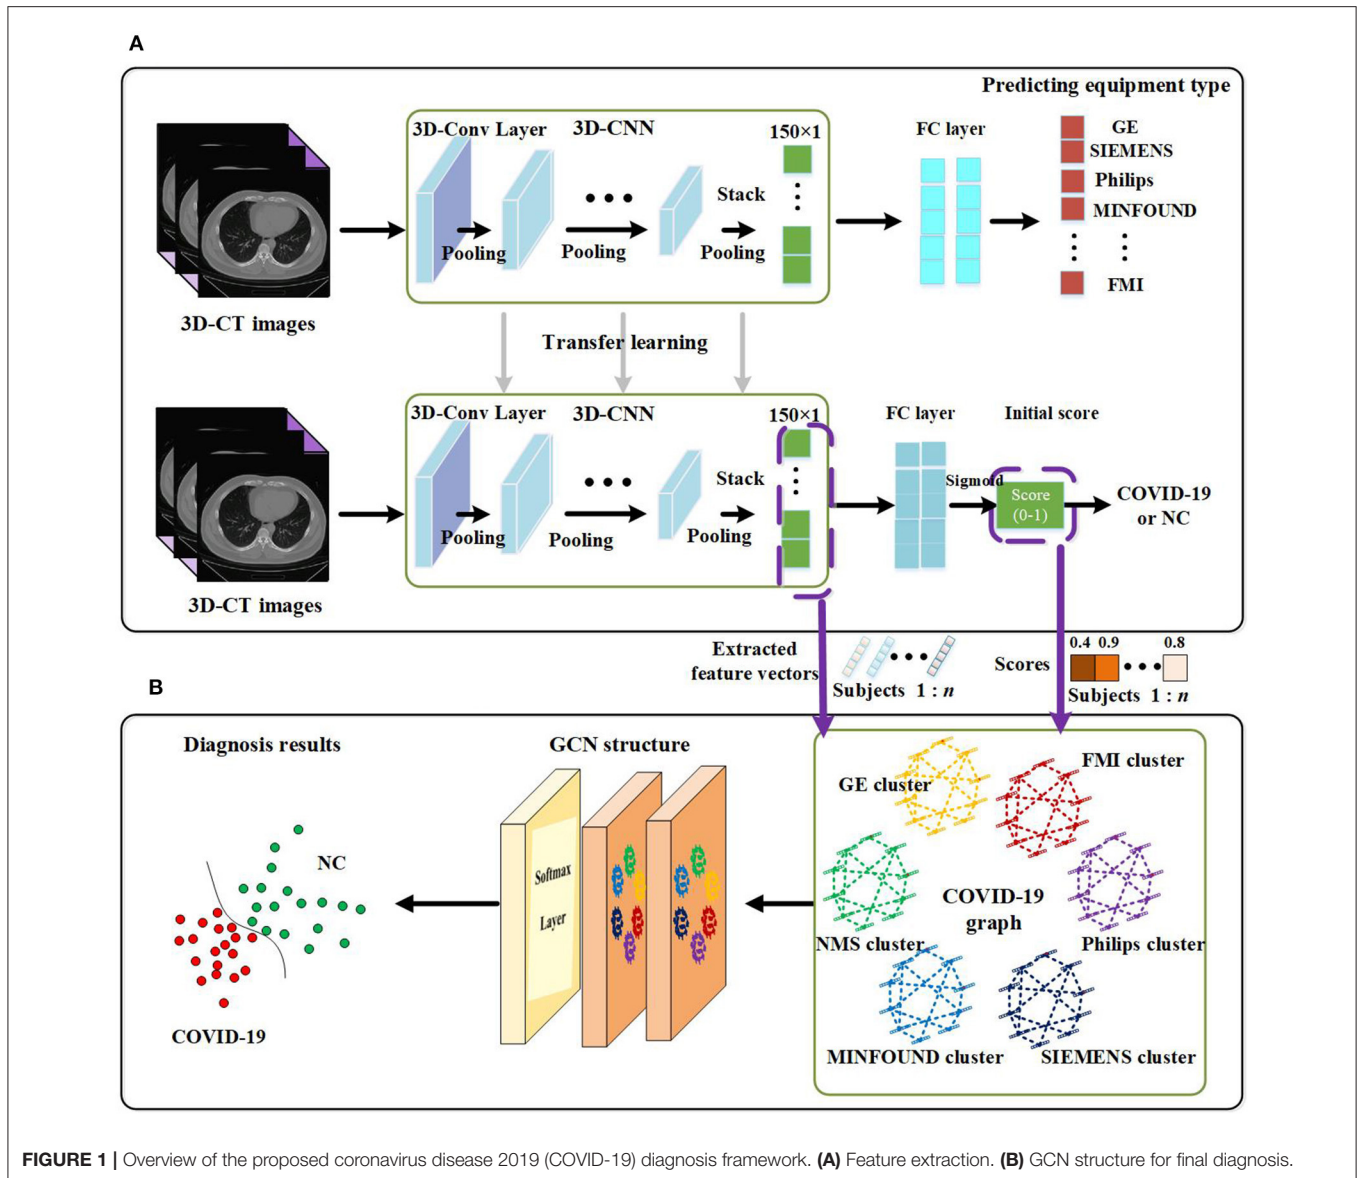 A
Predicting equipment type
3D-Conv Layer
3D-CNN
150×1
FC layer
GE
SIEMENS
Philips
MINFOUND
FMI
Stack
Pooling
Pooling
Pooling
3D-CT images
Transfer learning
3D-Conv Layer
3D-CNN
150×1
FC layer
Initial score
Stack
Sigmoid
Score
(0-1)
COVID-19
or NC
Pooling
Pooling
Pooling
3D-CT images
Extracted
feature vectors
Subjects 1 : n
Scores
0.4 0.9 0.8
Subjects 1 : n
B
Diagnosis results
GCN structure
NC
COVID-19
Softmax
Layer
GE cluster
FMI cluster
COVID-19
graph
NMS cluster
Philips cluster
MINFOUND cluster
SIEMENS cluster
FIGURE 1 | Overview of the proposed coronavirus disease 2019 (COVID-19) diagnosis framework. (A) Feature extraction. (B) GCN structure for final diagnosis.